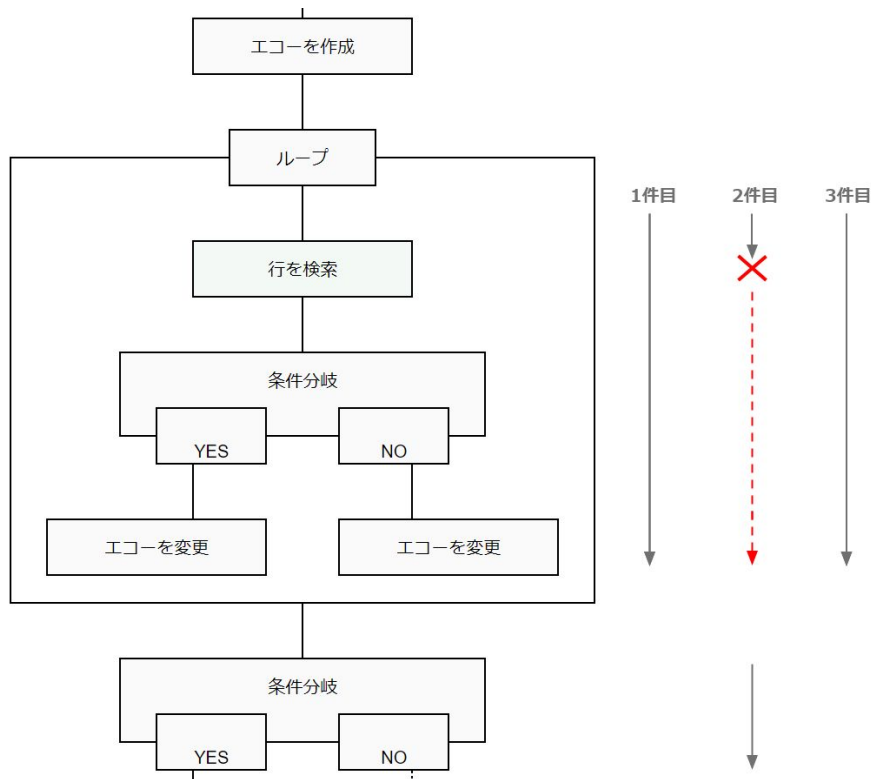 エコーを作成
ループ
1件目 2件目 3件目
行を検索
条件分岐
YES NO
エコーを変更 エコーを変更
条件分岐
YES NO